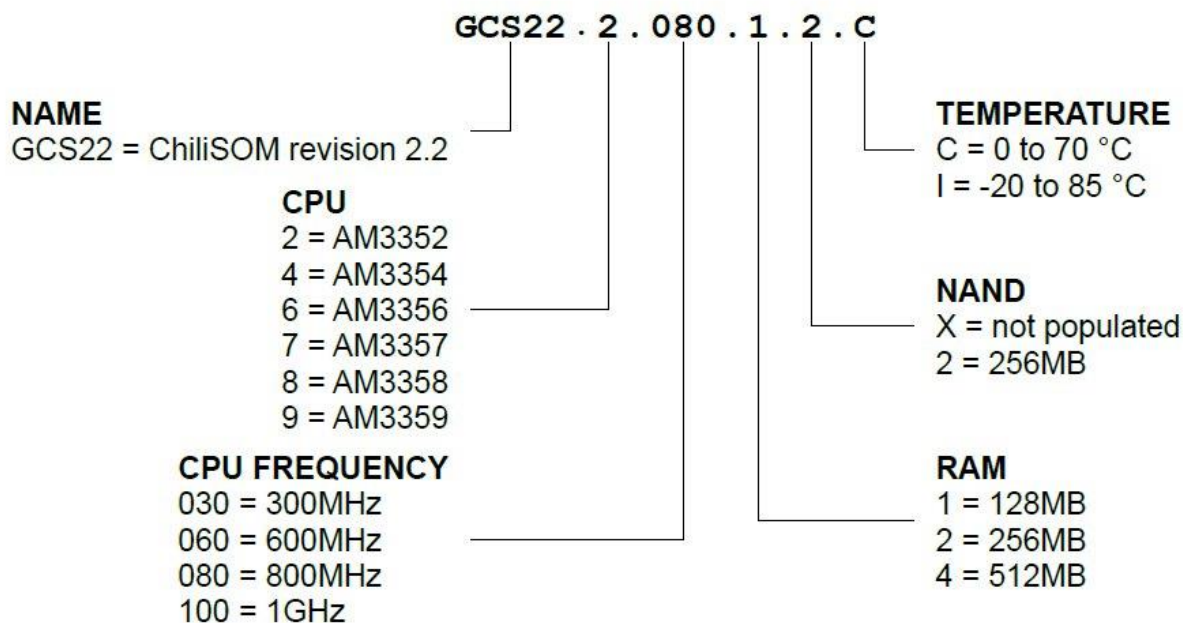 GCS22.2.080.1.2.C
NAME
GCS22 = ChiliSOM revision 2.2
CPU
2 = AM3352
4 = AM3354
6 = AM3356
7 = AM3357
8 = AM3358
9 = AM3359
CPU FREQUENCY
030 = 300MHz
060 = 600MHz
080 = 800MHz
100 = 1GHz
TEMPERATURE
C = 0 to 70 °C
I = -20 to 85 °C
NAND
X = not populated
2 = 256MB
RAM
1 = 128MB
2 = 256MB
4 = 512MB